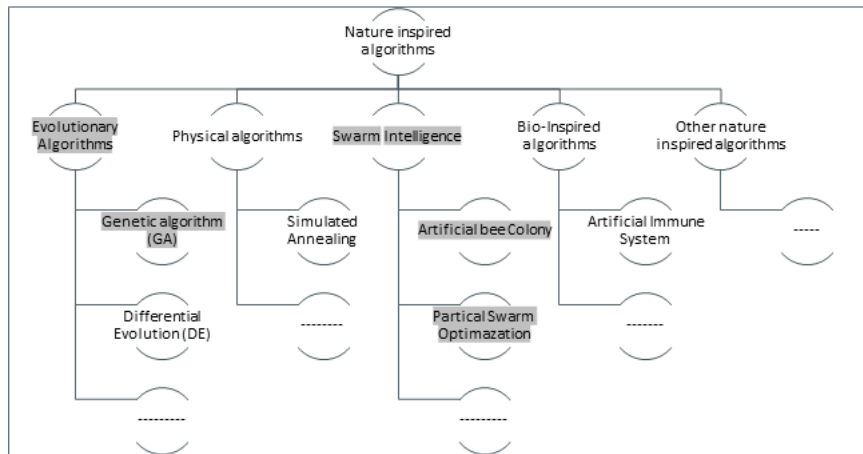 Nature inspired
algorithms
Evolutionary
Algorithms
Physical algorithms
Swarm Intelligence
Bio-Inspired
algorithms
Other nature
inspired algorithms
Genetic algorithm
(GA)
Simulated
Annealing
Artificial bee Colony
Artificial Immune
System
-----
Differential
Evolution (DE)
--------
Partical Swarm
Optimazation
-------
---------
---------